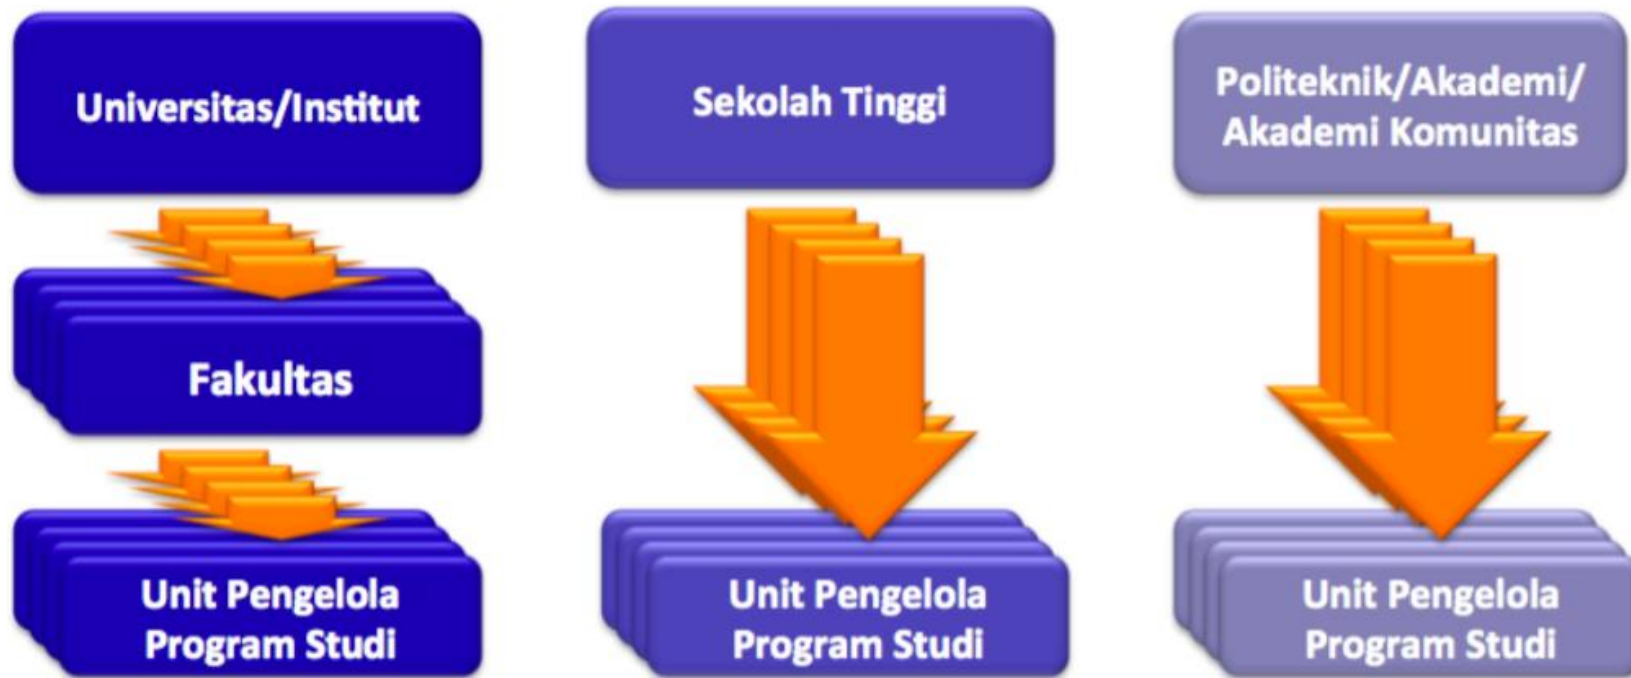 Universitas/Institut
Sekolah Tinggi
Politeknik/Akademi/
Akademi Komunitas
Fakultas
Unit Pengelola
Program Studi
Unit Pengelola
Program Studi
Unit Pengelola
Program Studi